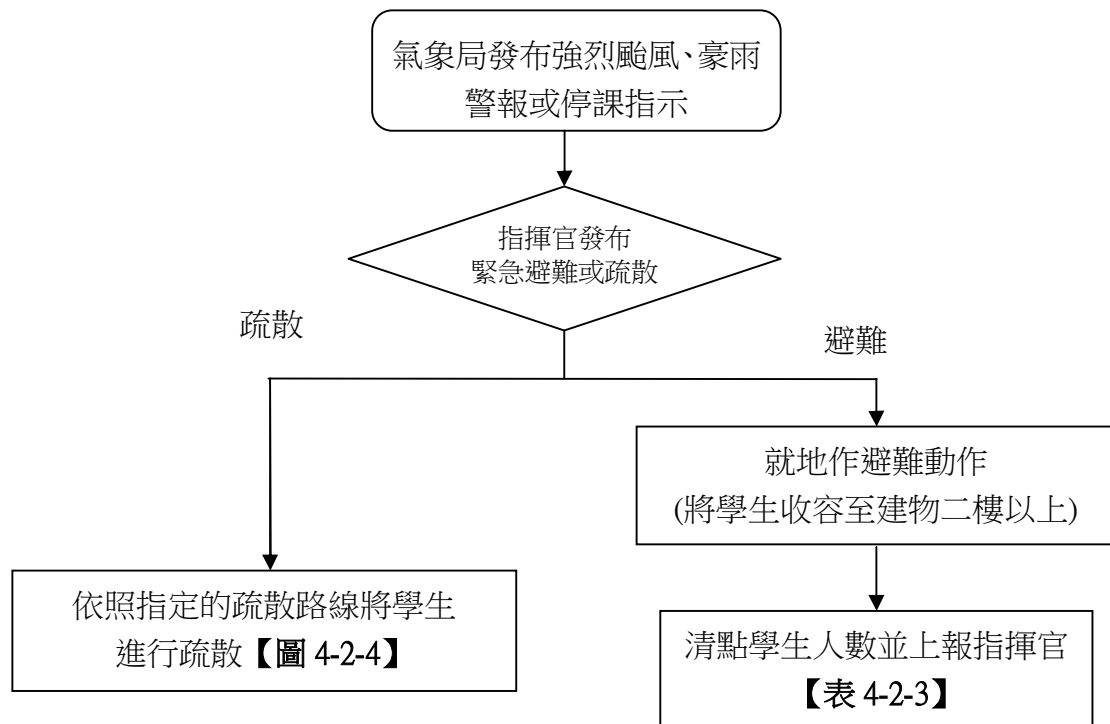 氣象局發布強烈颱風、豪雨
警報或停課指示
指揮官發布
緊急避難或疏散
疏散
避難
就地作避難動作
(將學生收容至建物二樓以上)
依照指定的疏散路線將學生
進行疏散【圖 4-2-4】
清點學生人數並上報指揮官
【表 4-2-3】